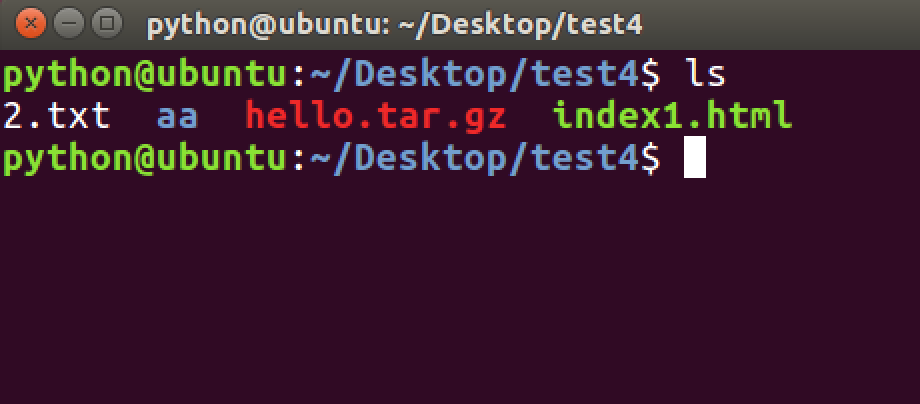 python@ubuntu: ~/Desktop/test4
python@ubuntu:~/Desktop/test4$ ls
2.txt  aa  hello.tar.gz  index1.html
python@ubuntu:~/Desktop/test4$